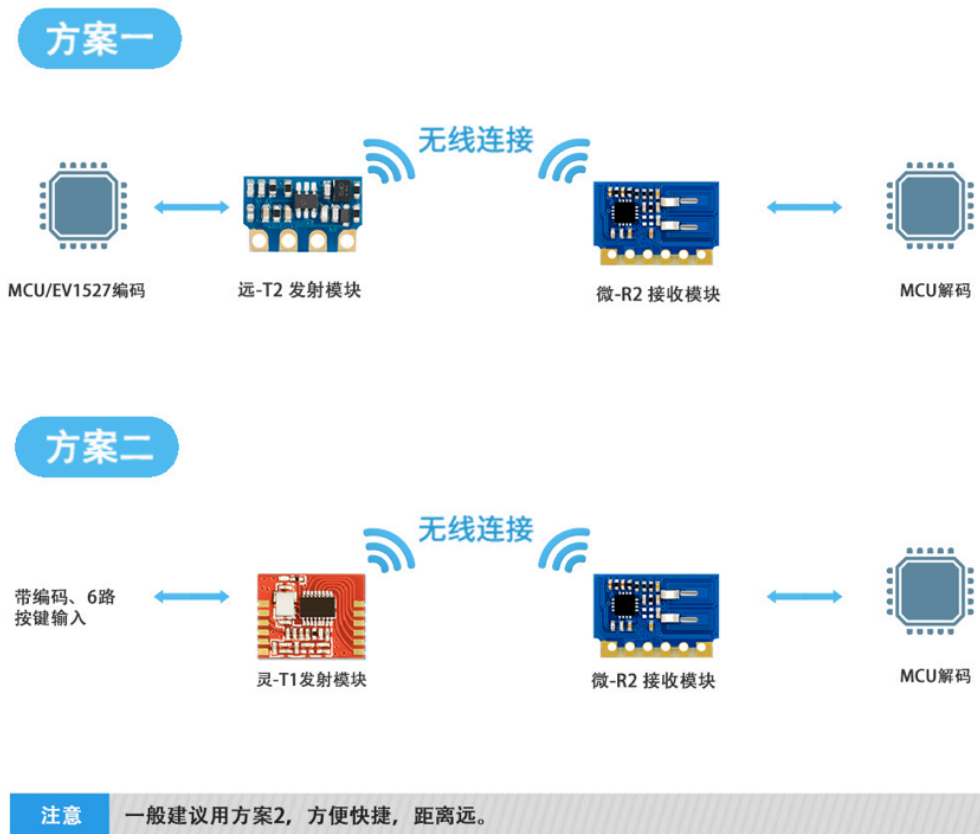 方案一
无线连接
MCU/EV1527编码
远-T2 发射模块
微-R2 接收模块
MCU解码
方案二
无线连接
带编码、6路
按键输入
灵-T1发射模块
微-R2 接收模块
MCU解码
注意
一般建议用方案2，方便快捷，距离远。